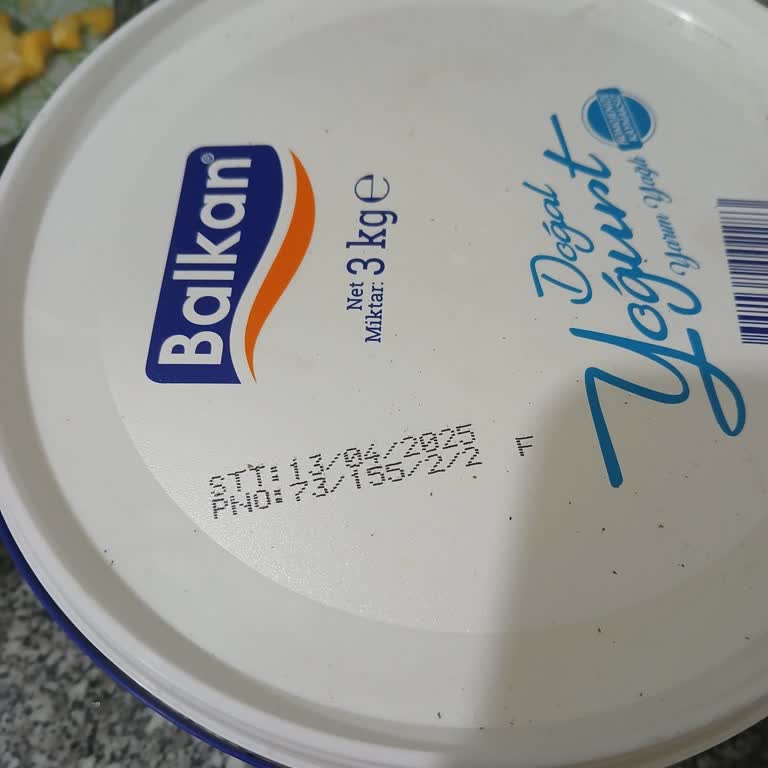 Balkan®
Net
Miktar: 3 kg ℮
STT: 13/04/2025 F
PNO: 73/155/2/2
Doğal
Yoğurt
Yarım Yağlı